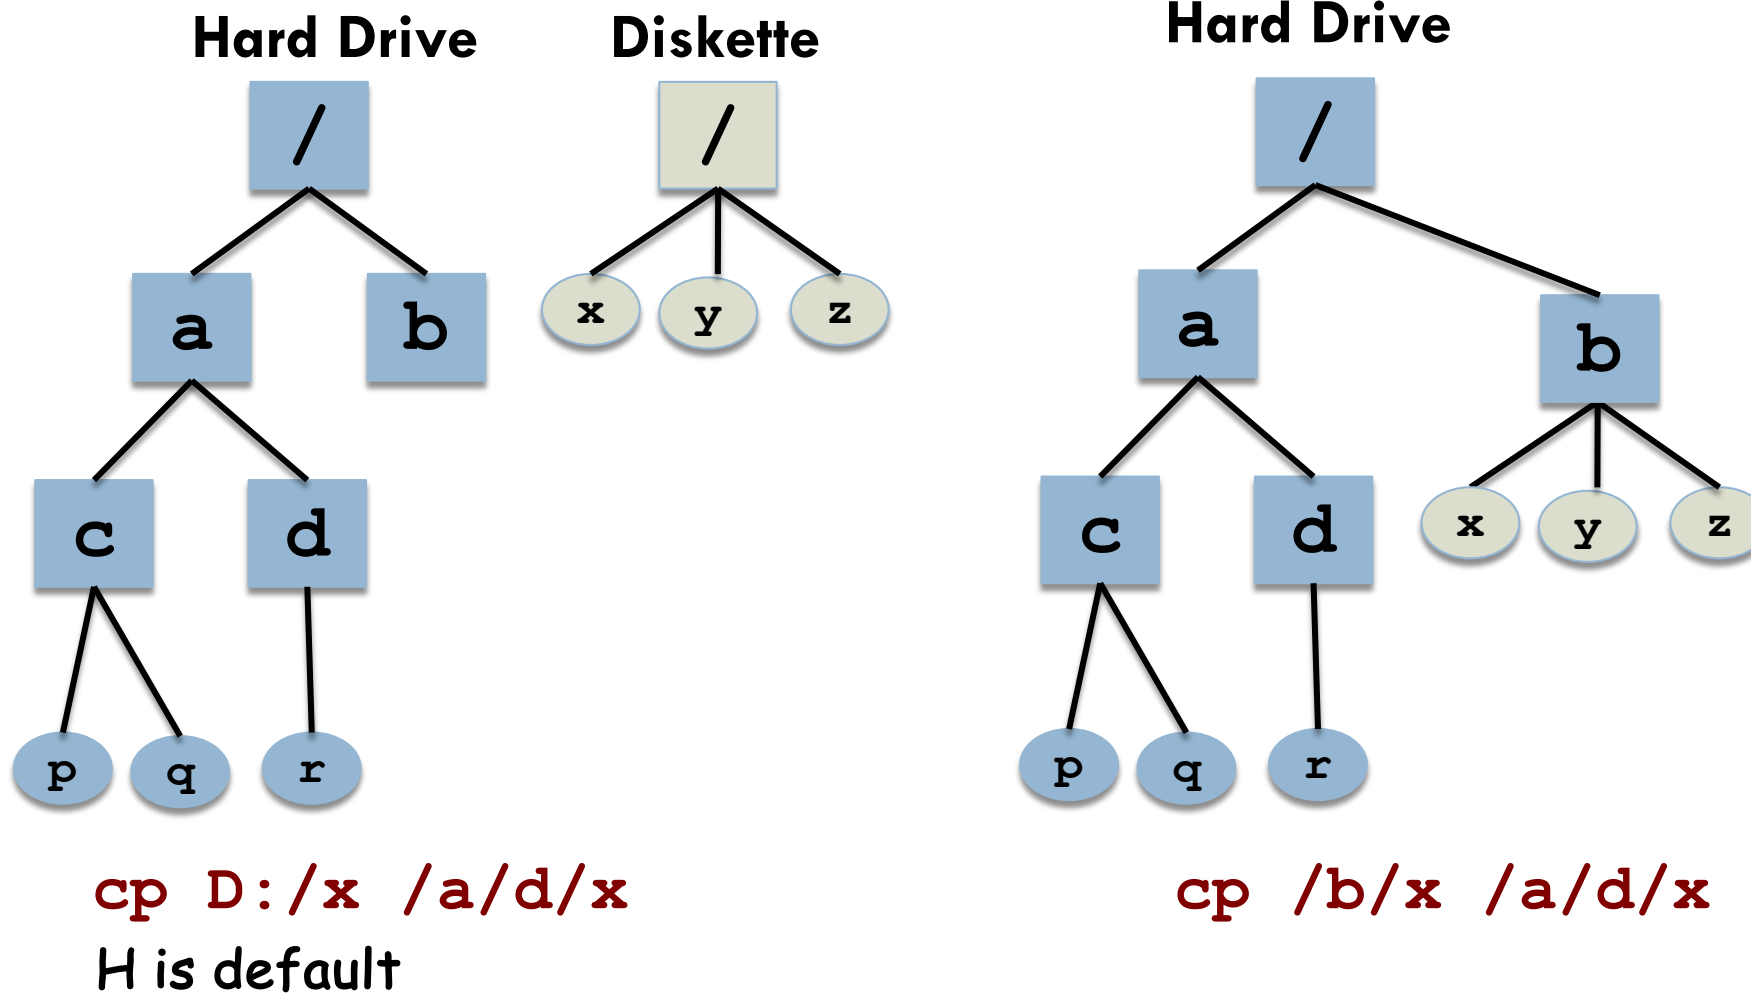 Hard Drive Diskette
/ /
a b x y z
c d
p q r
cp D:/x /a/d/x
H is default
Hard Drive
/
a b
c d x y z
p q r
cp /b/x /a/d/x